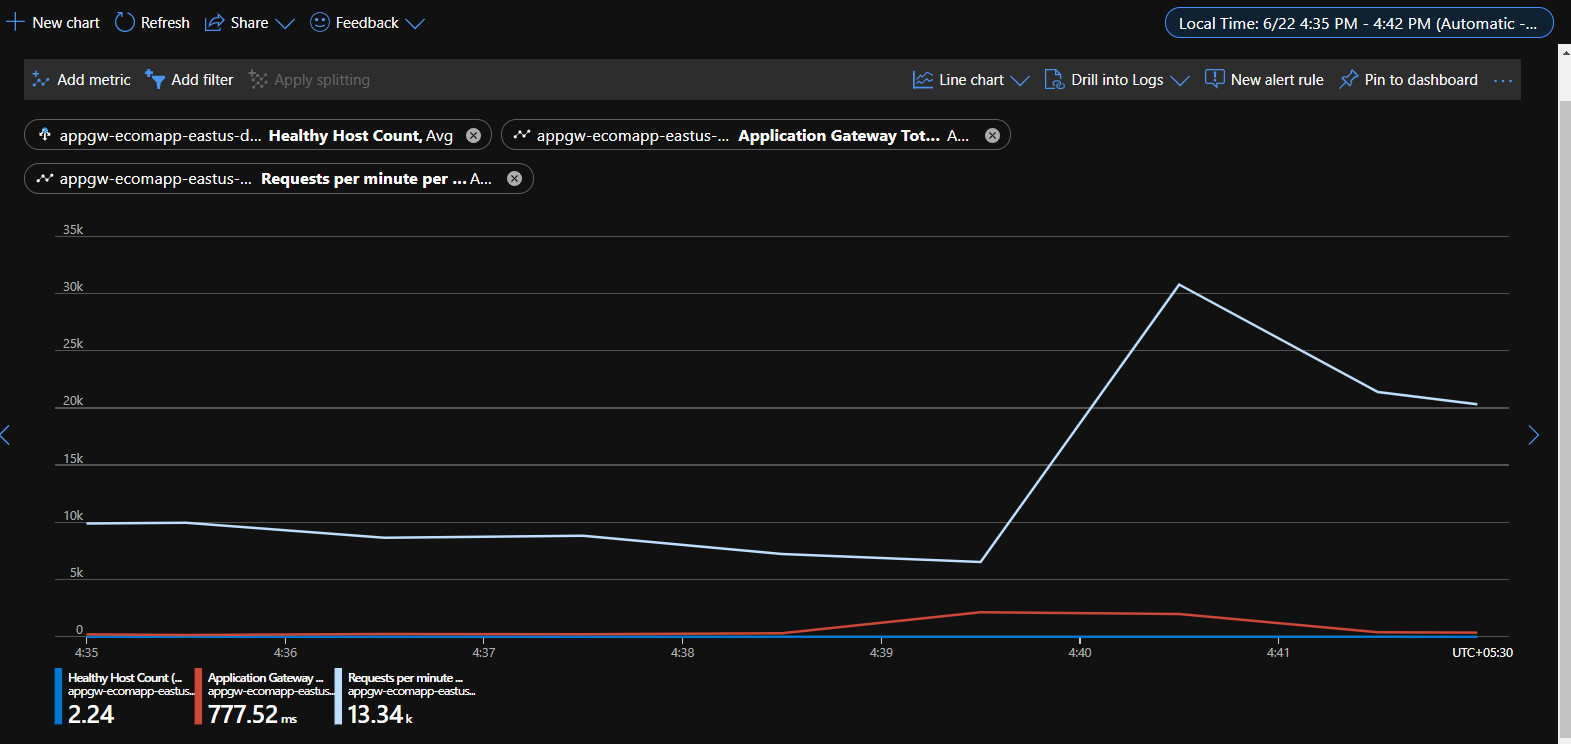 New chart Refresh Share Feedback Local Time: 6/22 4:35 PM - 4:42 PM (Automatic -...
Add metric Add filter Apply splitting Line chart Drill into Logs New alert rule Pin to dashboard ...
appgw-ecomapp-eastus-d... Healthy Host Count, Avg appgw-ecomapp-eastus-... Application Gateway Tot... A...
appgw-ecomapp-eastus-... Requests per minute per ... A...
35k
30k
25k
20k
15k
10k
5k
0
4:35 4:36 4:37 4:38 4:39 4:40 4:41 UTC+05:30
Healthy Host Count (... Application Gateway ... Requests per minute ...
appgw-ecomapp-eastus... appgw-ecomapp-eastus... appgw-ecomapp-eastus...
2.24 777.52 ms 13.34 k